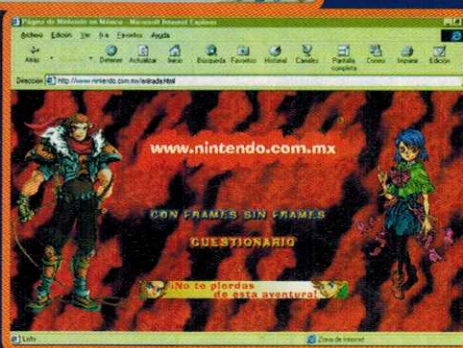 Página de Nintendo en México - Microsoft Internet Explorer
Archivo Edición Ver Ir a Favoritos Ayuda
Atrás Detener Actualizar Inicio Búsqueda Favoritos Historial Canales Pantalla completa Correo Imprimir Edición
Dirección http://www.nintendo.com.mx/entrada.html
www.nintendo.com.mx
CON FRAMES SIN FRAMES
CUESTIONARIO
¡No te pierdas
de esta aventura!
Listo Zona de Internet